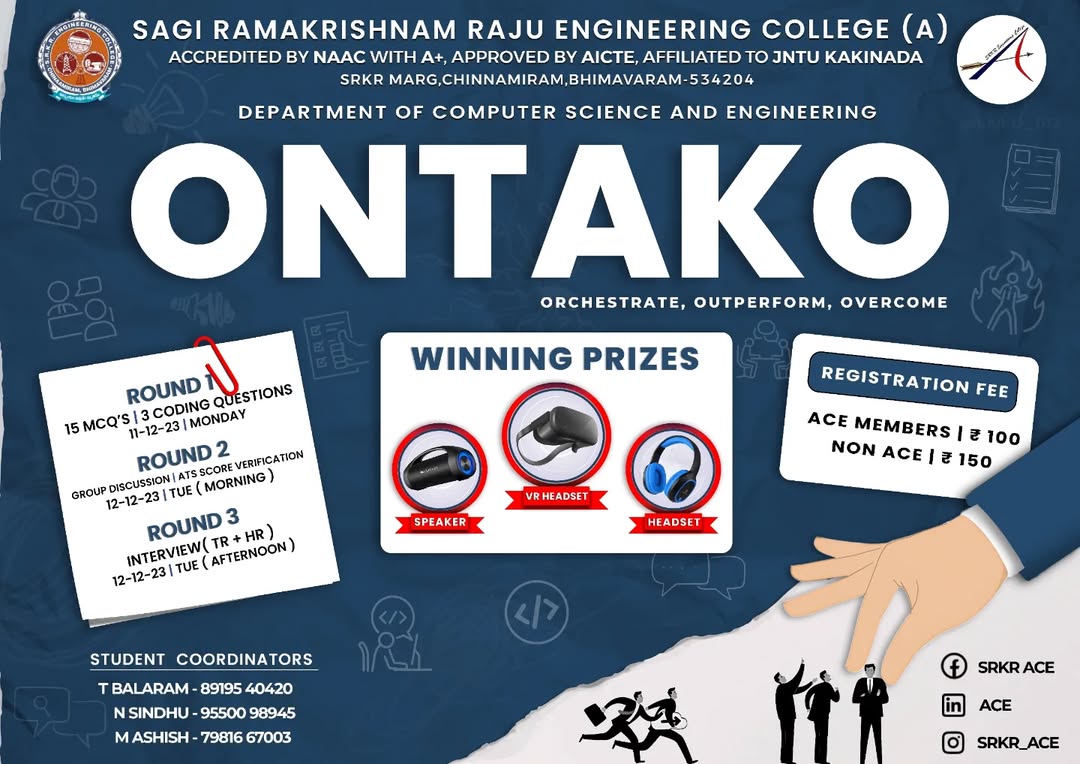 SAGI RAMAKRISHNAM RAJU ENGINEERING COLLEGE (A)
ACCREDITED BY NAAC WITH A+, APPROVED BY AICTE, AFFILIATED TO JNTU KAKINADA
SRKR MARG,CHINNAMIRAM,BHIMAVARAM-534204
DEPARTMENT OF COMPUTER SCIENCE AND ENGINEERING
ONTAKO
ORCHESTRATE, OUTPERFORM, OVERCOME
ROUND 1
15 MCQ'S | 3 CODING QUESTIONS
11-12-23 | MONDAY
ROUND 2
GROUP DISCUSSION | ATS SCORE VERIFICATION
12-12-23 | TUE ( MORNING )
ROUND 3
INTERVIEW( TR + HR )
12-12-23 | TUE ( AFTERNOON )
WINNING PRIZES
SPEAKER
VR HEADSET
HEADSET
REGISTRATION FEE
ACE MEMBERS | ₹ 100
NON ACE | ₹ 150
STUDENT COORDINATORS
T BALARAM - 89195 40420
N SINDHU - 95500 98945
M ASHISH - 79816 67003
SRKR ACE
ACE
SRKR_ACE